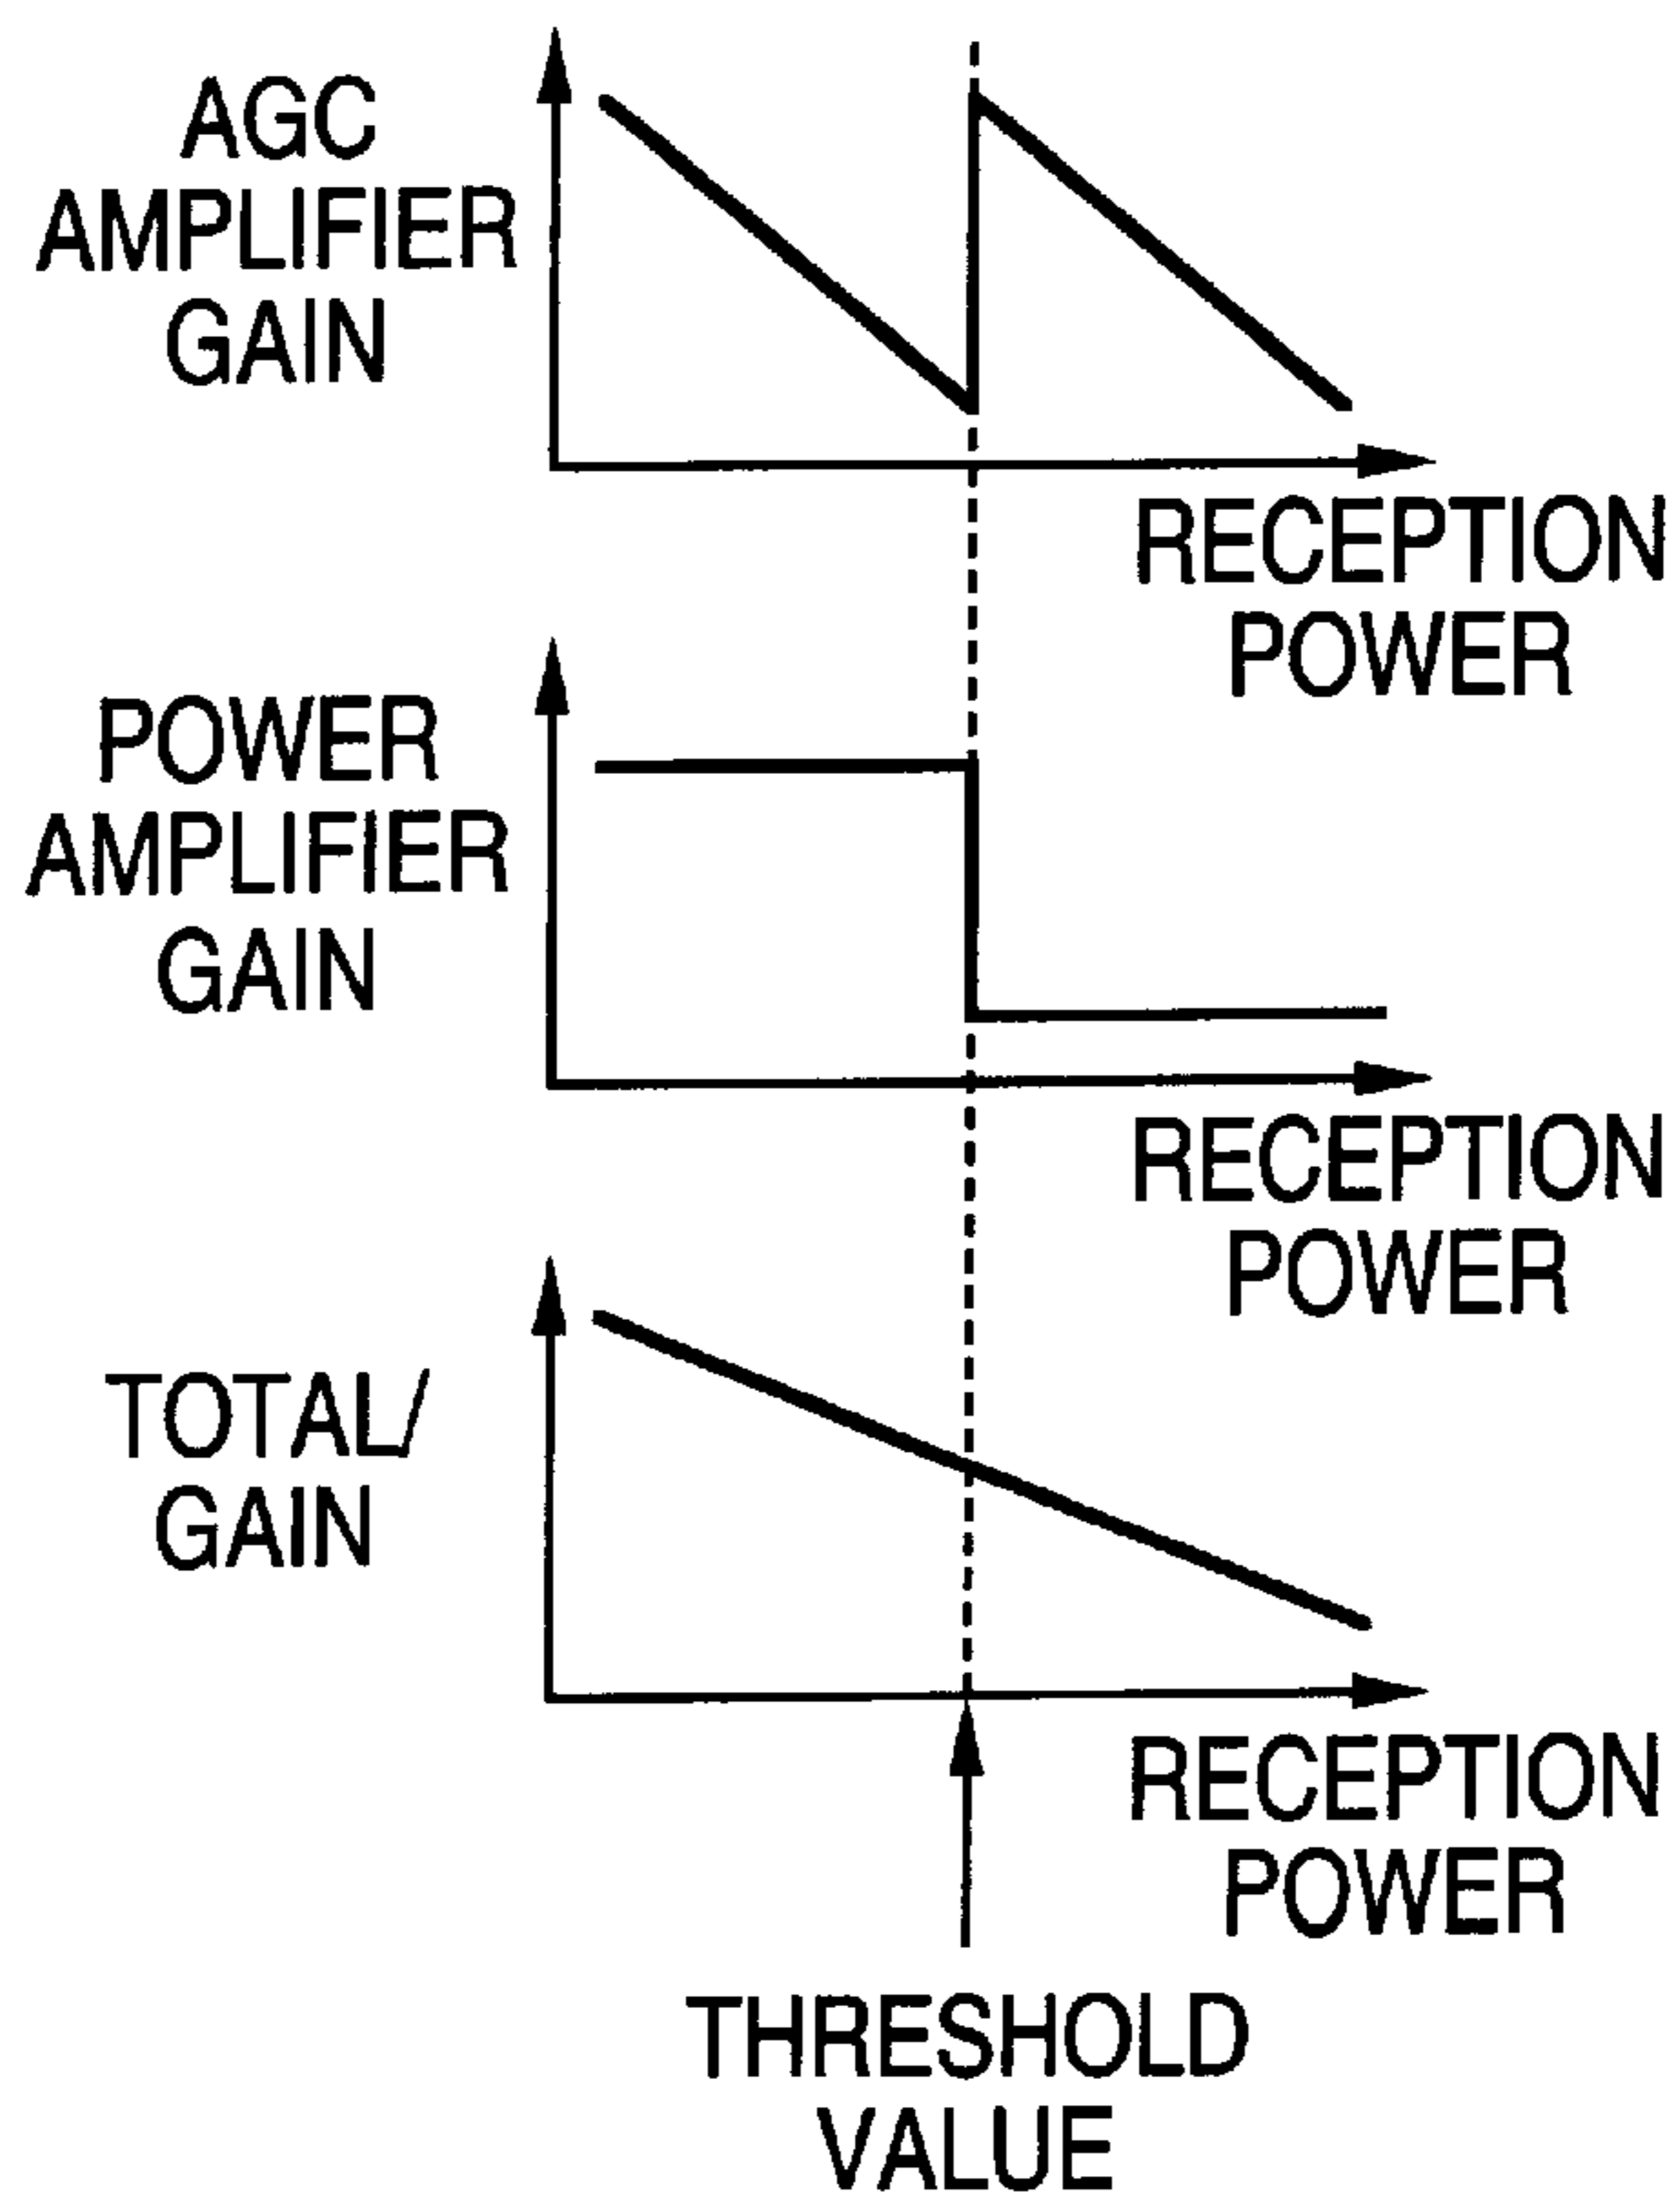 AGC
AMPLIFIER
GAIN
RECEPTION
POWER
POWER
AMPLIFIER
GAIN
RECEPTION
POWER
TOTAL/
GAIN
RECEPTION
POWER
THRESHOLD
VALUE